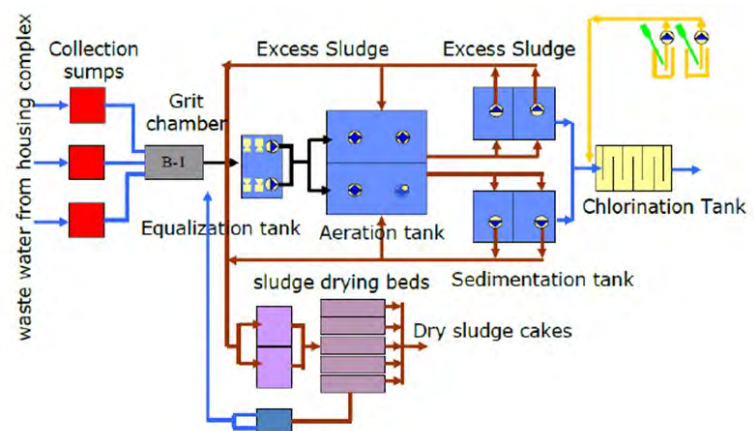 waste water from housing complex
Collection
sumps
Grit
chamber
B-1
Excess Sludge
Excess Sludge
Equalization tank
Aeration tank
Chlorination Tank
Sedimentation tank
sludge drying beds
Dry sludge cakes